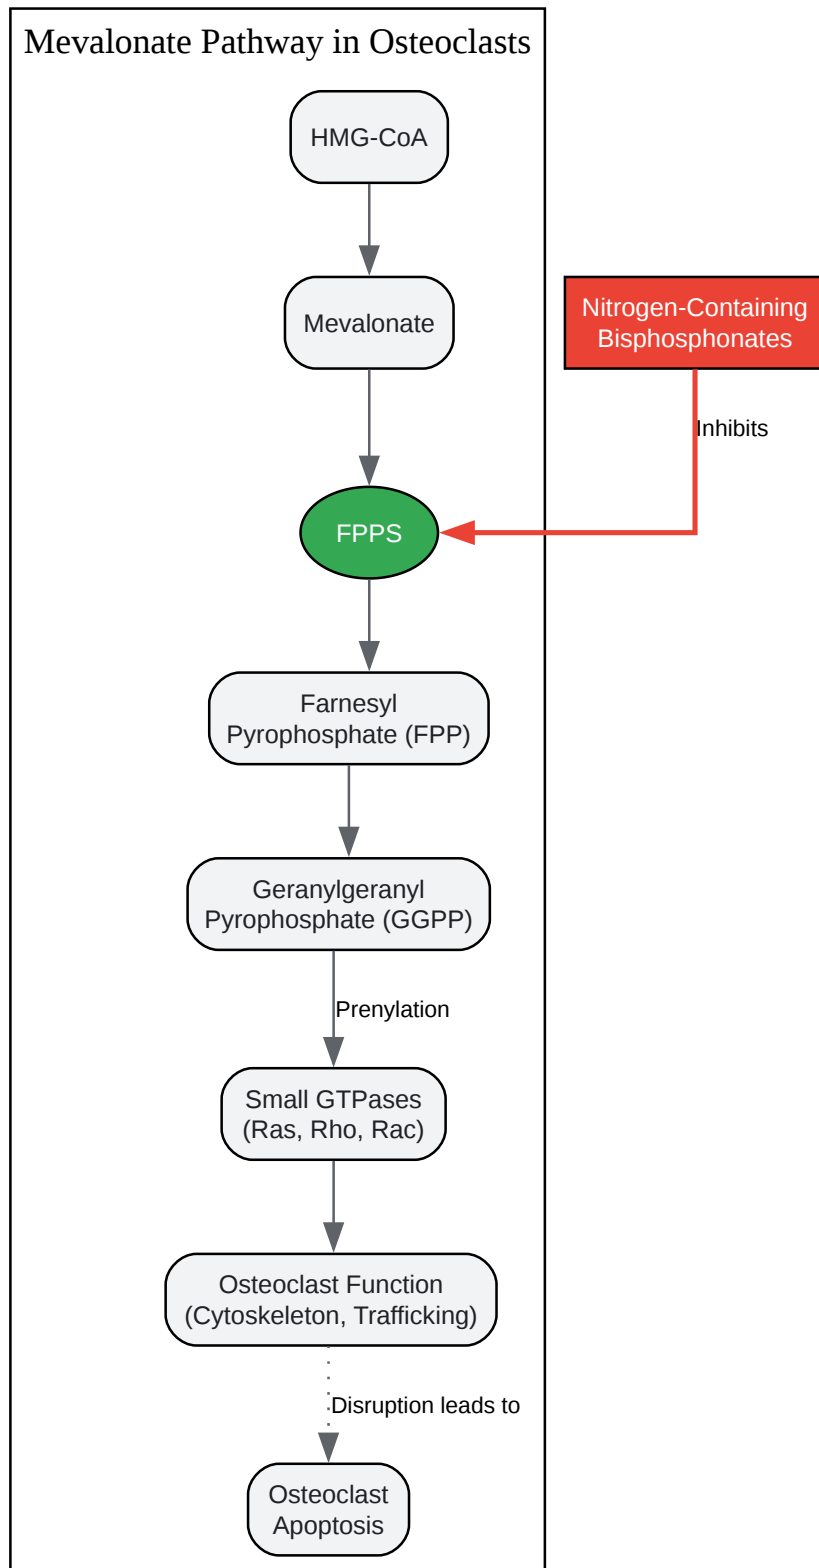 Mevalonate Pathway in Osteoclasts
HMG-CoA
Mevalonate
Nitrogen-Containing
Bisphosphonates
Inhibits
FPPS
Farnesyl
Pyrophosphate (FPP)
Geranylgeranyl
Pyrophosphate (GGPP)
Prenylation
Small GTPases
(Ras, Rho, Rac)
Osteoclast Function
(Cytoskeleton, Trafficking)
Disruption leads to
Osteoclast
Apoptosis